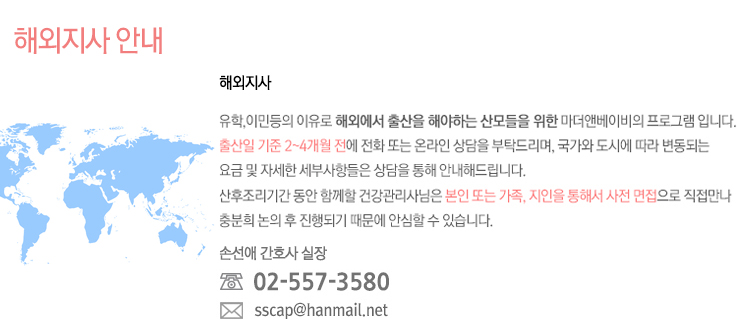 해외지사 안내
해외지사
유학,이민등의 이유로 해외에서 출산을 해야하는 산모들을 위한 마더앤베이비의 프로그램 입니다.
출산일 기준 2~4개월 전에 전화 또는 온라인 상담을 부탁드리며, 국가와 도시에 따라 변동되는
요금 및 자세한 세부사항들은 상담을 통해 안내해드립니다.
산후조리기간 동안 함께할 건강관리사님은 본인 또는 가족, 지인을 통해서 사전 면접으로 직접만나
충분희 논의 후 진행되기 때문에 안심할 수 있습니다.
손선애 간호사 실장
02-557-3580
sscap@hanmail.net